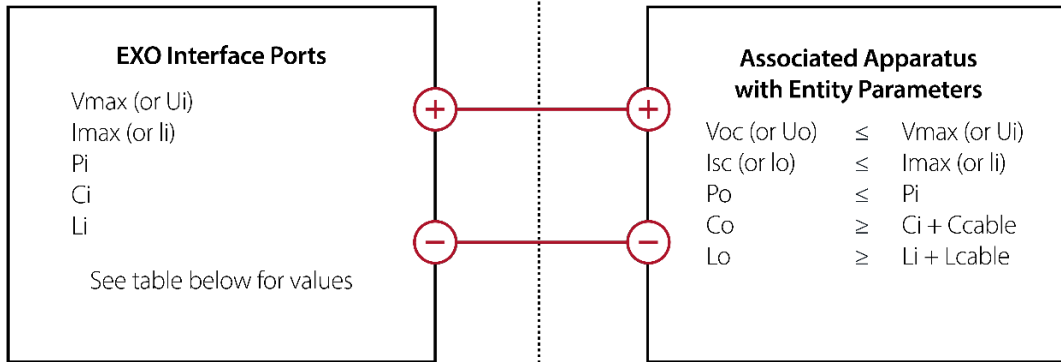 EXO Interface Ports
Vmax (or Ui)
Imax (or Ii)
Pi
Ci
Li
See table below for values
+
−
+
−
Associated Apparatus
with Entity Parameters
Voc (or Uo) ≤ Vmax (or Ui)
Isc (or Io) ≤ Imax (or Ii)
Po ≤ Pi
Co ≥ Ci + Ccable
Lo ≥ Li + Lcable